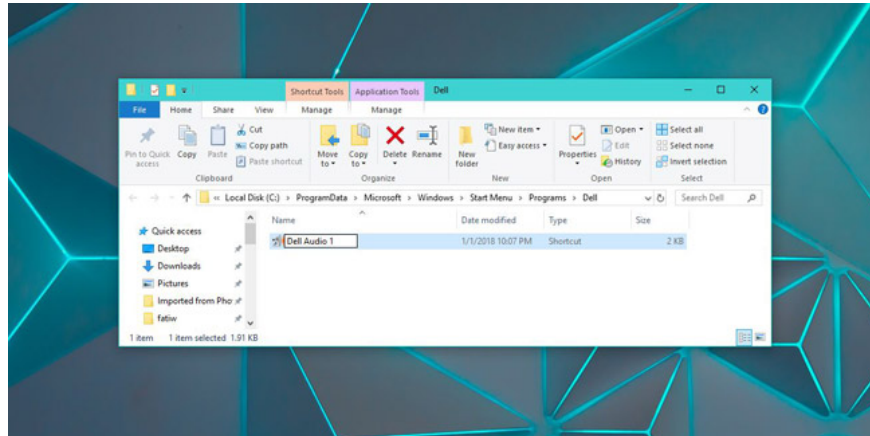 Shortcut Tools Application Tools Dell
File Home Share View Manage Manage
Pin to Quick access
Copy
Paste
Cut
Copy path
Paste shortcut
Clipboard
Move to
Copy to
Delete
Rename
Organize
New folder
New item
Easy access
New
Properties
Open
Edit
History
Open
Select all
Select none
Invert selection
Select
« Local Disk (C:) > ProgramData > Microsoft > Windows > Start Menu > Programs > Dell
Search Dell
Name Date modified Type Size
Quick access
Desktop
Downloads
Pictures
Imported from Pho
fatiw
Dell Audio 1 1/1/2018 10:07 PM Shortcut 2 KB
1 item 1 item selected 1.91 KB